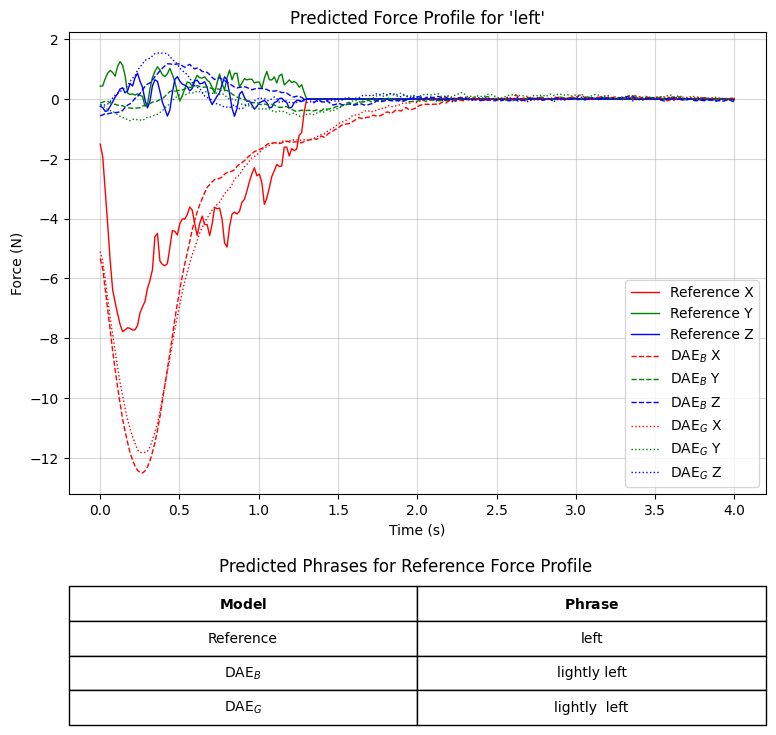 Predicted Force Profile for 'left'
2
0
−2
−4
−6
−8
−10
−12
Force (N)
0.0 0.5 1.0 1.5 2.0 2.5 3.0 3.5 4.0
Time (s)
Reference X
Reference Y
Reference Z
DAE_B X
DAE_B Y
DAE_B Z
DAE_G X
DAE_G Y
DAE_G Z
Predicted Phrases for Reference Force Profile
Model Phrase
Reference left
DAE_B lightly left
DAE_G lightly  left